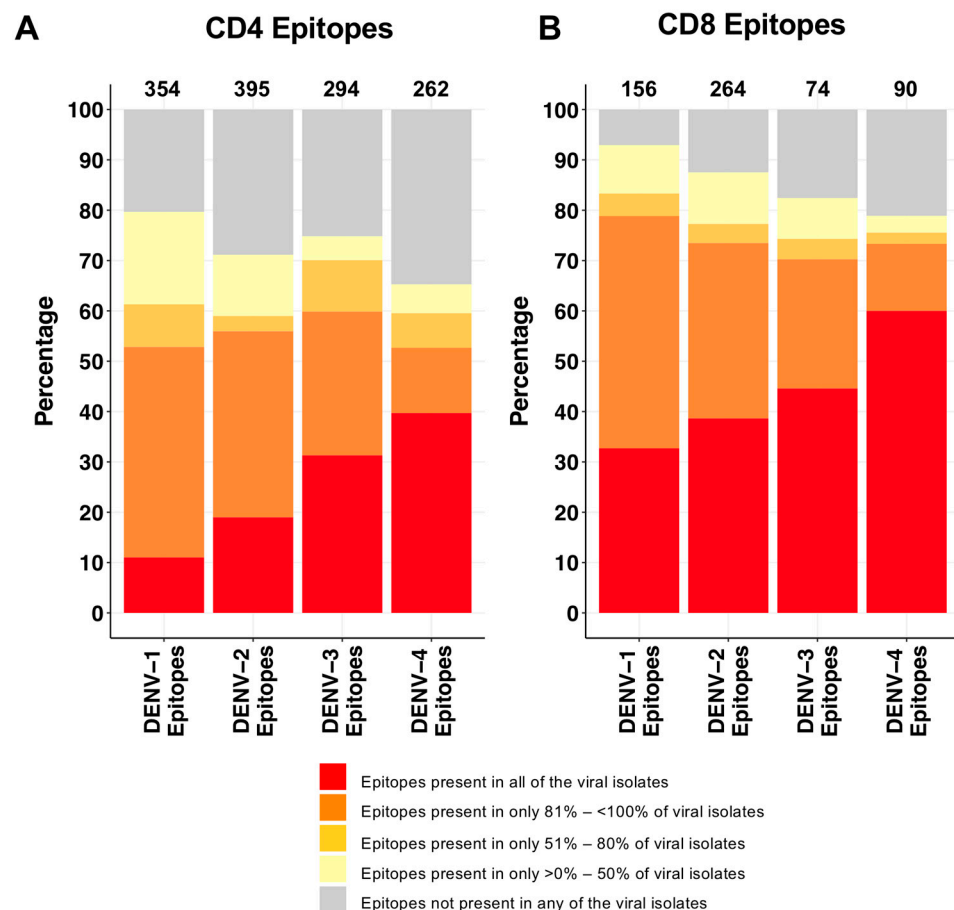 A
CD4 Epitopes
354 395 294 262
100
90
80
70
60
50
40
30
20
10
0
Percentage
DENV−1
Epitopes
DENV−2
Epitopes
DENV−3
Epitopes
DENV−4
Epitopes
B
CD8 Epitopes
156 264 74 90
100
90
80
70
60
50
40
30
20
10
0
Percentage
DENV−1
Epitopes
DENV−2
Epitopes
DENV−3
Epitopes
DENV−4
Epitopes
Epitopes present in all of the viral isolates
Epitopes present in only 81% – <100% of viral isolates
Epitopes present in only 51% – 80% of viral isolates
Epitopes present in only >0% – 50% of viral isolates
Epitopes not present in any of the viral isolates